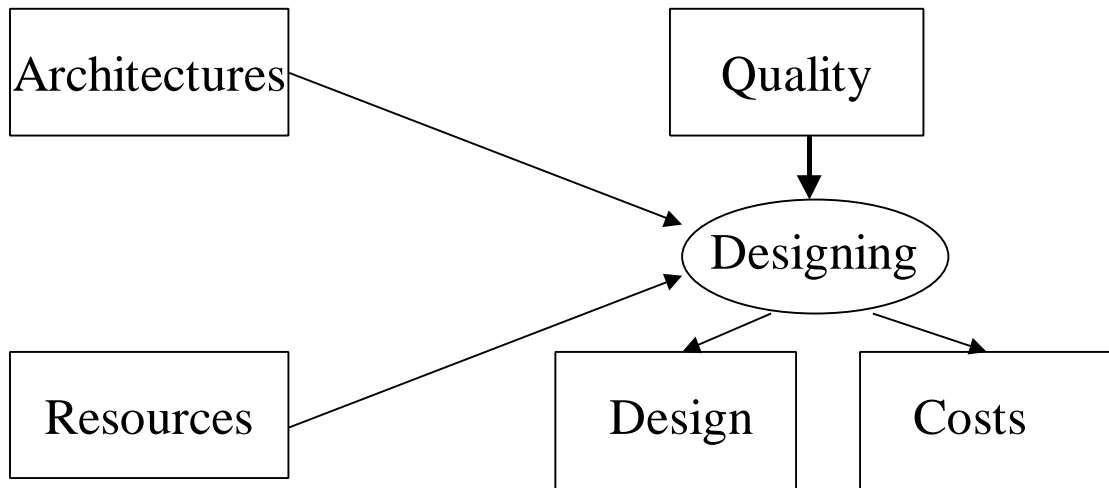 Architectures
Quality
Designing
Resources
Design
Costs